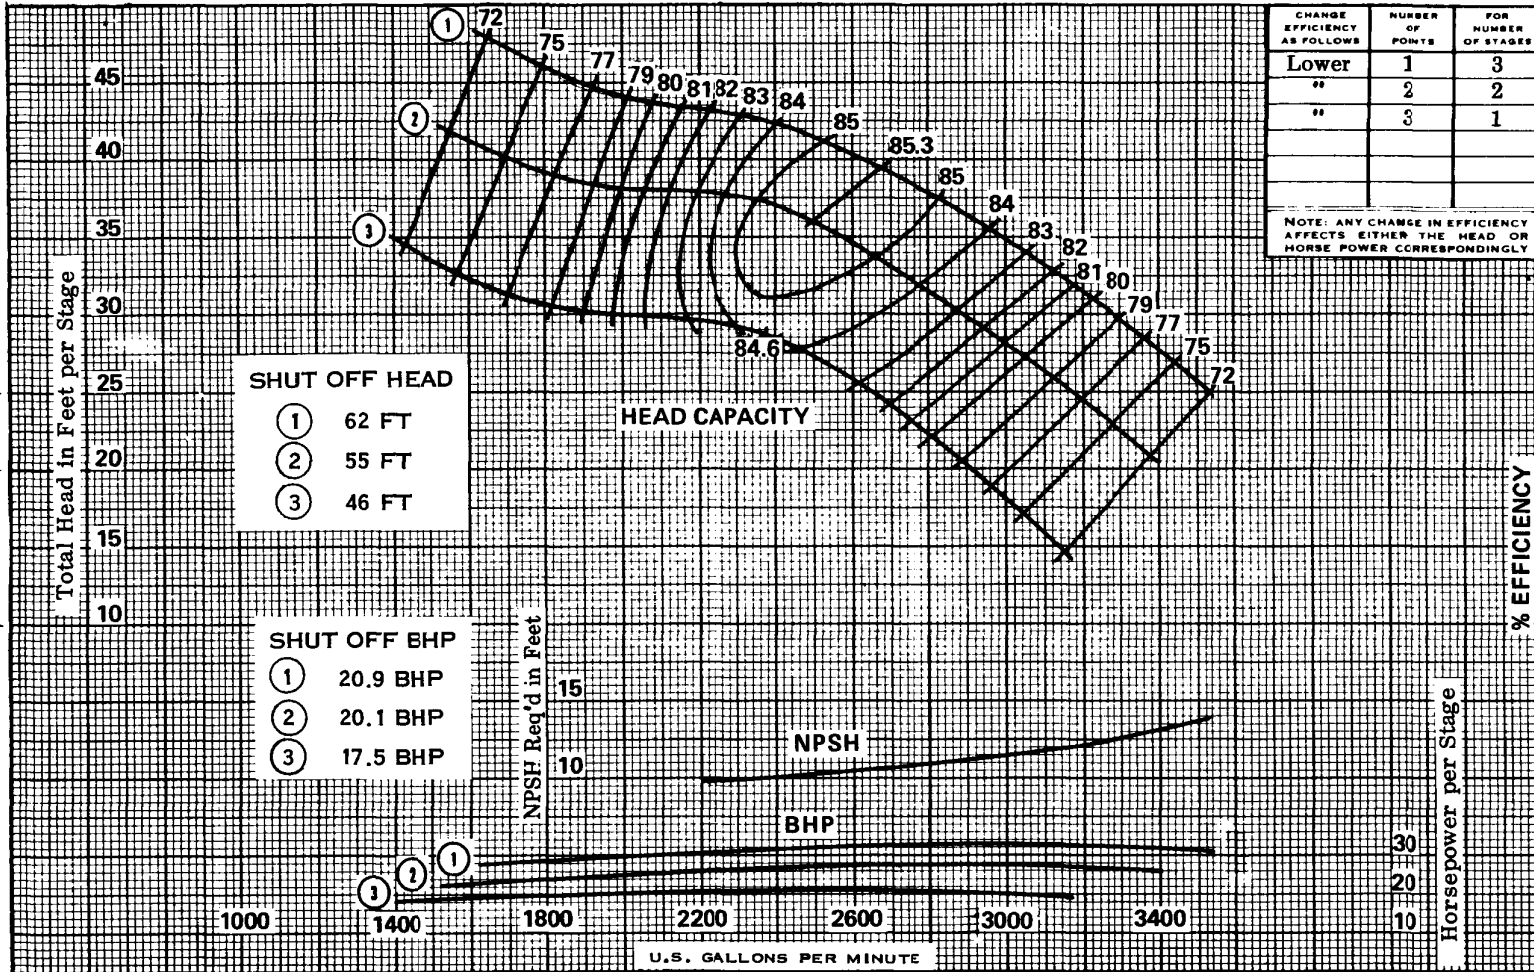 CHANGE EFFICIENCY AS FOLLOWS
NUMBER OF POINTS
FOR NUMBER OF STAGES
Lower 1 3
" 2 2
" 3 1
NOTE: ANY CHANGE IN EFFICIENCY
AFFECTS EITHER THE HEAD OR
HORSE POWER CORRESPONDINGLY
1
72
75
77
79
80
81
82
83
84
85
85.3
85
84
83
82
81
80
79
77
75
72
2
3
84.6
HEAD CAPACITY
Total Head in Feet per Stage
45
40
35
30
25
20
15
10
SHUT OFF HEAD
1 62 FT
2 55 FT
3 46 FT
SHUT OFF BHP
1 20.9 BHP
2 20.1 BHP
3 17.5 BHP
NPSH Req'd in Feet
15
10
NPSH
BHP
1
2
3
% EFFICIENCY
Horsepower per Stage
30
20
10
1000 1400 1800 2200 2600 3000 3400
U.S. GALLONS PER MINUTE